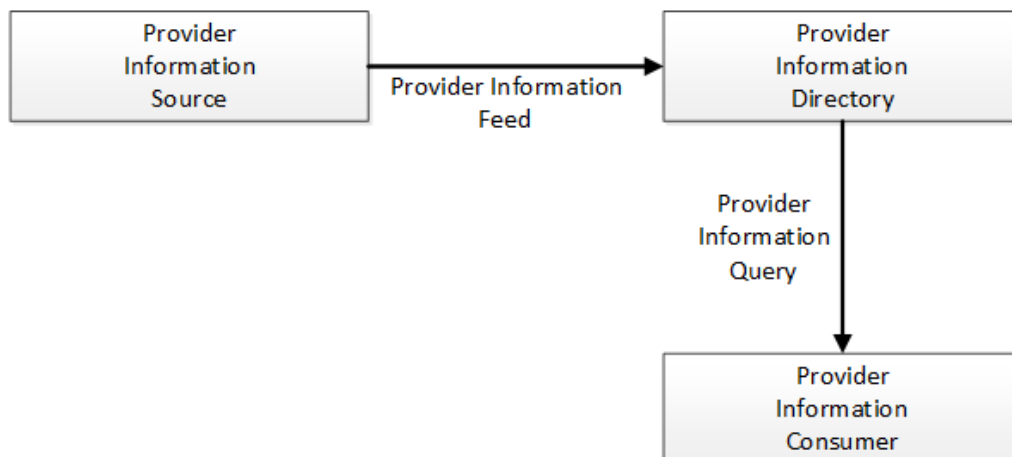 Provider
Information
Source
Provider Information
Feed
Provider
Information
Directory
Provider
Information
Query
Provider
Information
Consumer